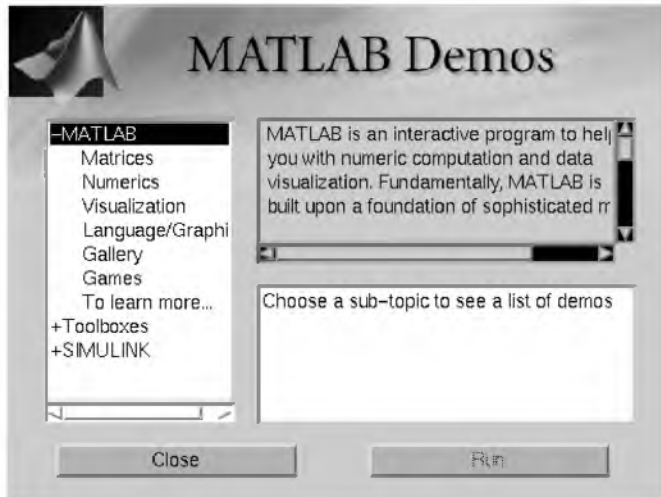 MATLAB Demos
–MATLAB
Matrices
Numerics
Visualization
Language/Graphi
Gallery
Games
To learn more...
+Toolboxes
+SIMULINK
MATLAB is an interactive program to help
you with numeric computation and data
visualization. Fundamentally, MATLAB is
built upon a foundation of sophisticated m
Choose a sub–topic to see a list of demos
Close
Run